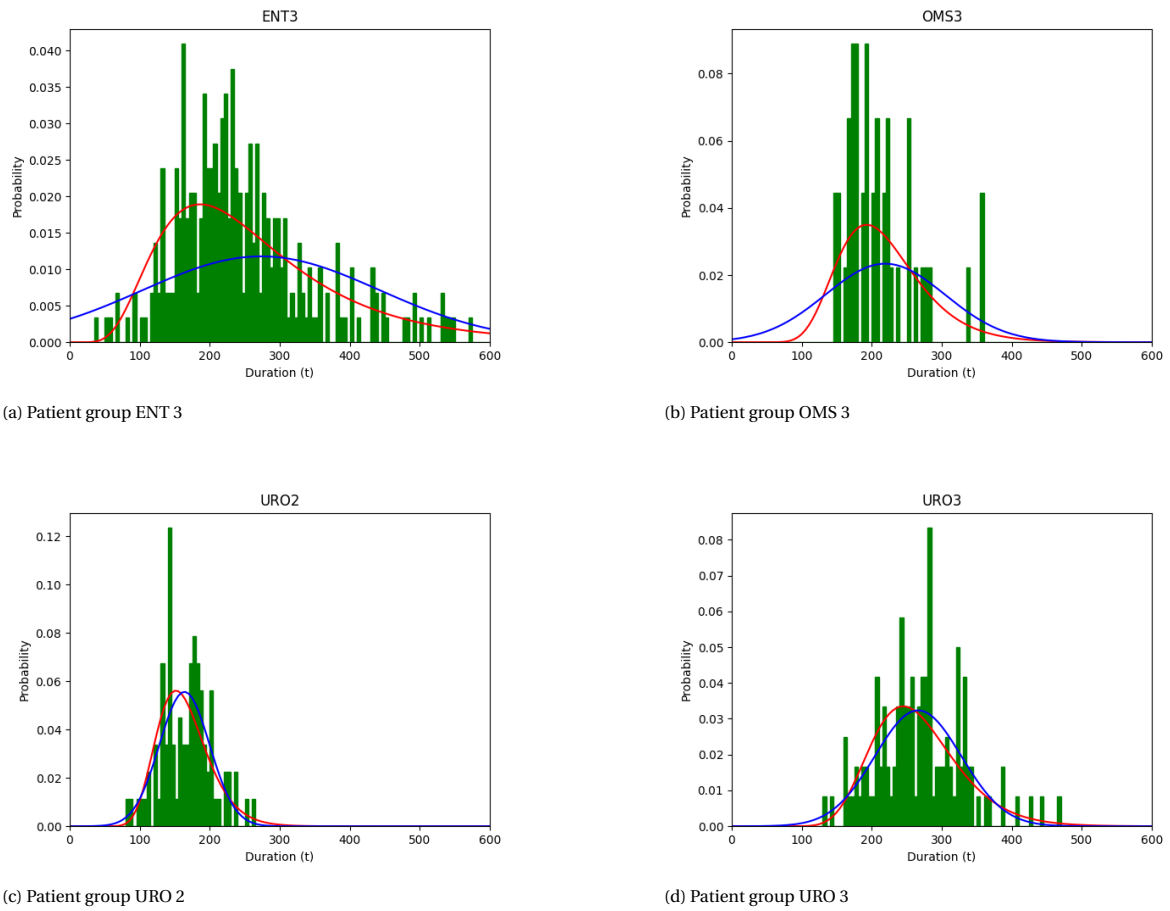 ENT3
Probability
0.040
0.035
0.030
0.025
0.020
0.015
0.010
0.005
0.000
0 100 200 300 400 500 600
Duration (t)
(a) Patient group ENT 3
OMS3
Probability
0.08
0.06
0.04
0.02
0.00
0 100 200 300 400 500 600
Duration (t)
(b) Patient group OMS 3
URO2
Probability
0.12
0.10
0.08
0.06
0.04
0.02
0.00
0 100 200 300 400 500 600
Duration (t)
(c) Patient group URO 2
URO3
Probability
0.08
0.07
0.06
0.05
0.04
0.03
0.02
0.01
0.00
0 100 200 300 400 500 600
Duration (t)
(d) Patient group URO 3